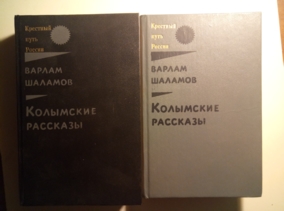 Крестный
путь
России
ВАРЛАМ
ШАЛАМОВ
КОЛЫМСКИЕ
РАССКАЗЫ
Крестный
путь
России
ВАРЛАМ
ШАЛАМОВ
КОЛЫМСКИЕ
РАССКАЗЫ